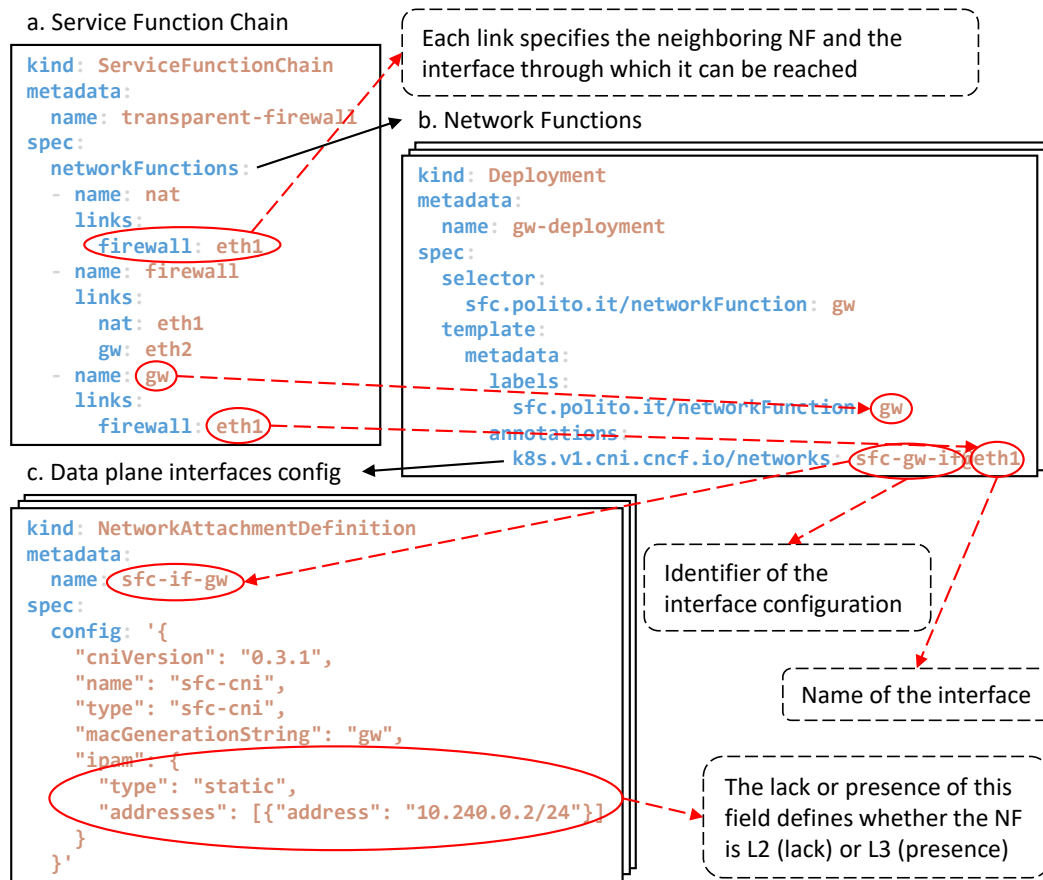 a. Service Function Chain
kind: ServiceFunctionChain
metadata:
name: transparent-firewall
spec:
networkFunctions:
- name: nat
links:
firewall: eth1
- name: firewall
links:
nat: eth1
gw: eth2
- name: gw
links:
firewall: eth1
Each link specifies the neighboring NF and the
interface through which it can be reached
b. Network Functions
kind: Deployment
metadata:
name: gw-deployment
spec:
selector:
sfc.polito.it/networkFunction: gw
template:
metadata:
labels:
sfc.polito.it/networkFunction gw
annotations:
k8s.v1.cni.cncf.io/networks: sfc-gw-if@eth1
c. Data plane interfaces config
kind: NetworkAttachmentDefinition
metadata:
name: sfc-if-gw
spec:
config: '{
"cniVersion": "0.3.1",
"name": "sfc-cni",
"type": "sfc-cni",
"macGenerationString": "gw",
"ipam": {
"type": "static",
"addresses": [{"address": "10.240.0.2/24"}]
}
}'
Identifier of the
interface configuration
Name of the interface
The lack or presence of this
field defines whether the NF
is L2 (lack) or L3 (presence)